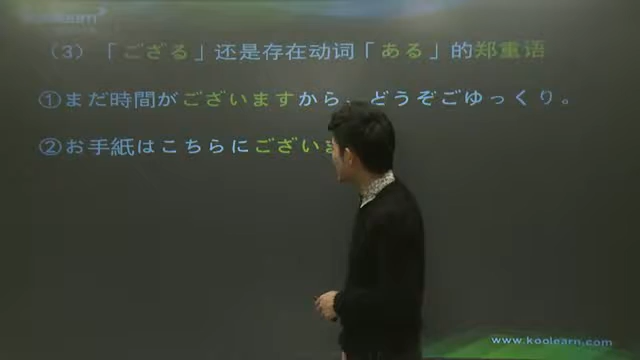 koolearn
（3）「ござる」还是存在动词「ある」的郑重语
①まだ時間がございますから、どうぞごゆっくり。
②お手紙はこちらにございま
www.koolearn.com